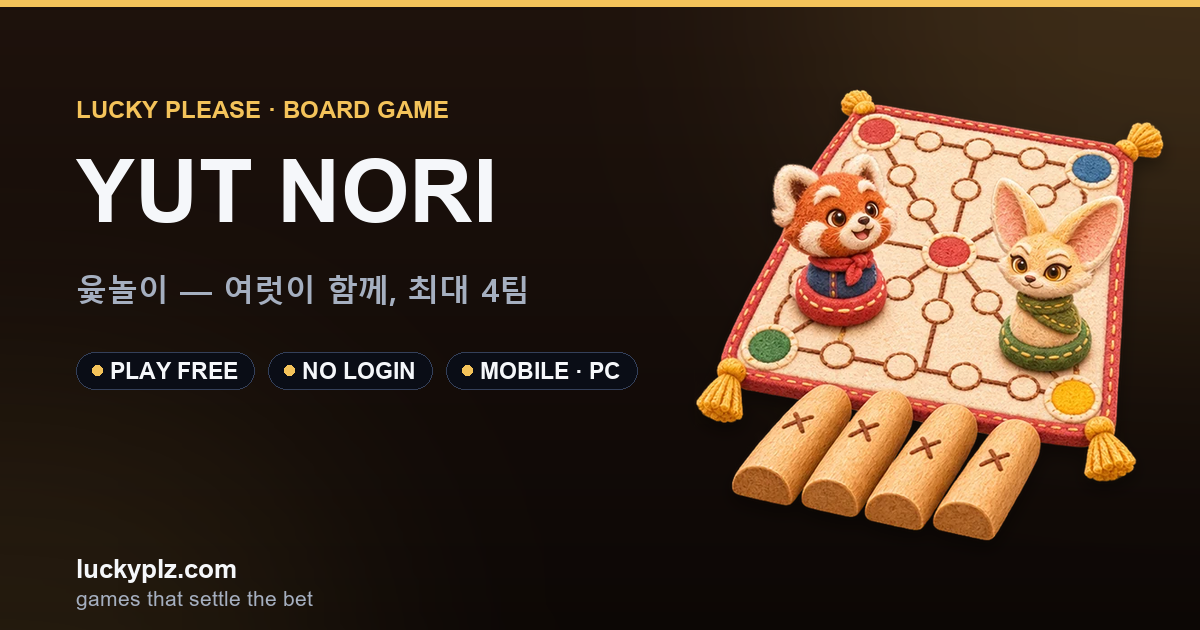 LUCKY PLEASE · BOARD GAME
YUT NORI
윷놀이 — 여럿이 함께, 최대 4팀
PLAY FREE
NO LOGIN
MOBILE · PC
luckyplz.com
games that settle the bet